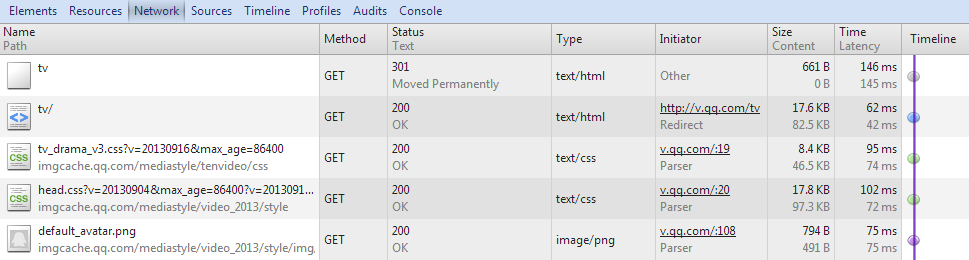 Elements Resources Network Sources Timeline Profiles Audits Console
Name Method Status Type Initiator Size Time Timeline
Path Text Content Latency
tv GET 301 text/html Other 661 B 146 ms
Moved Permanently 0 B 145 ms
tv/ GET 200 text/html http://v.qq.com/tv 17.6 KB 62 ms
OK Redirect 82.5 KB 42 ms
tv_drama_v3.css?v=20130916&max_age=86400 GET 200 text/css v.qq.com/:19 8.4 KB 95 ms
imgcache.qq.com/mediastyle/tenvideo/css OK Parser 46.5 KB 74 ms
head.css?v=20130904&max_age=86400?v=2013091... GET 200 text/css v.qq.com/:20 17.8 KB 102 ms
imgcache.qq.com/mediastyle/video_2013/style OK Parser 97.3 KB 72 ms
default_avatar.png GET 200 image/png v.qq.com/:108 794 B 75 ms
imgcache.qq.com/mediastyle/video_2013/style/img, OK Parser 491 B 75 ms